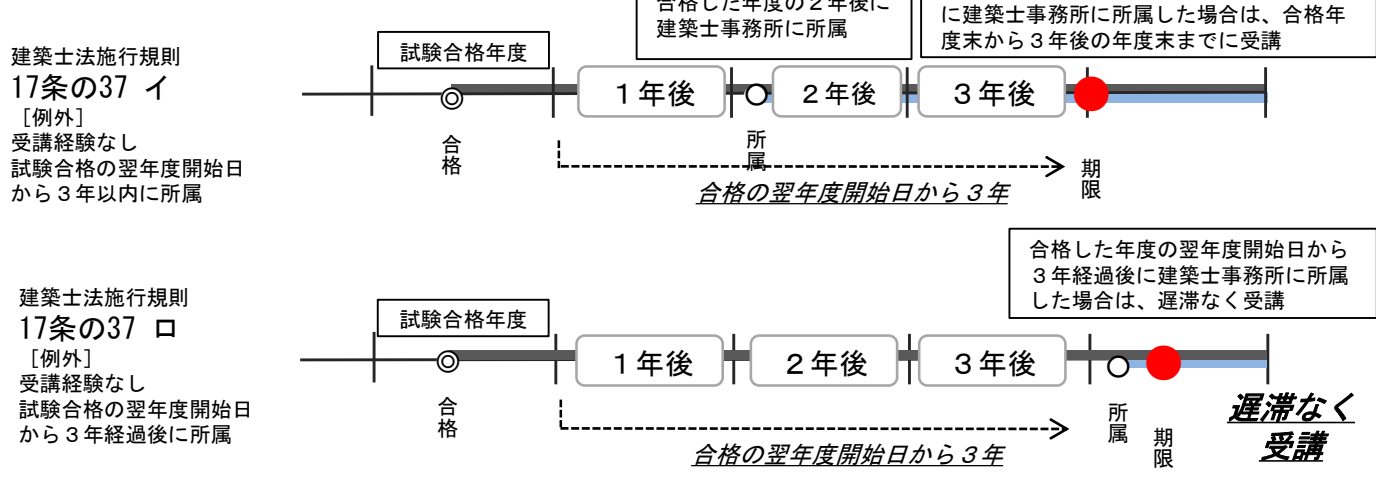 合格した年度の２年後に
建築士事務所に所属
に建築士事務所に所属した場合は、合格年
度末から３年後の年度末までに受講
建築士法施行規則
17条の37 イ
［例外］
受講経験なし
試験合格の翌年度開始日
から３年以内に所属
試験合格年度
１年後
２年後
３年後
合格
所属
期限
合格の翌年度開始日から３年
合格した年度の翌年度開始日から
３年経過後に建築士事務所に所属
した場合は、遅滞なく受講
建築士法施行規則
17条の37 ロ
［例外］
受講経験なし
試験合格の翌年度開始日
から３年経過後に所属
試験合格年度
１年後
２年後
３年後
合格
所属
期限
遅滞なく
受講
合格の翌年度開始日から３年